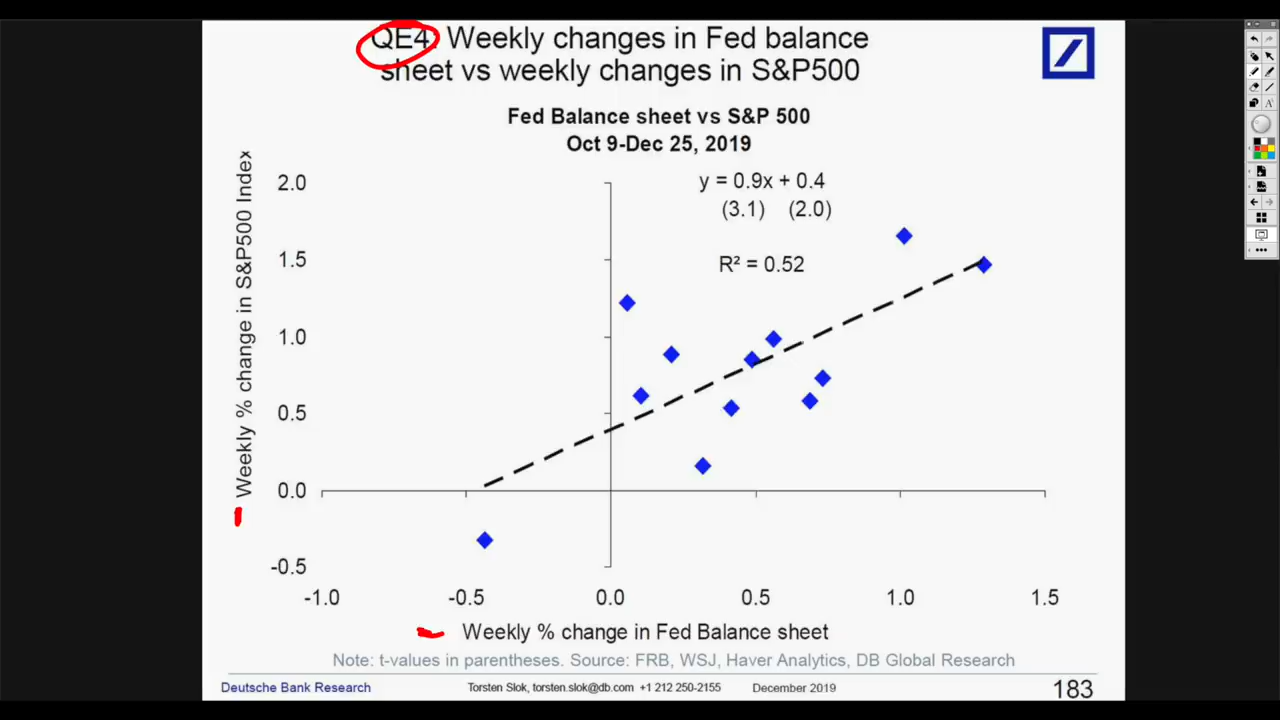 QE4: Weekly changes in Fed balance
sheet vs weekly changes in S&P500
Fed Balance sheet vs S&P 500
Oct 9-Dec 25, 2019
Weekly % change in S&P500 Index
y = 0.9x + 0.4
(3.1) (2.0)
R² = 0.52
2.0
1.5
1.0
0.5
0.0
-0.5
-1.0 -0.5 0.0 0.5 1.0 1.5
Weekly % change in Fed Balance sheet
Note: t-values in parentheses. Source: FRB, WSJ, Haver Analytics, DB Global Research
Deutsche Bank Research Torsten Slok, torsten.slok@db.com +1 212 250-2155 December 2019 183